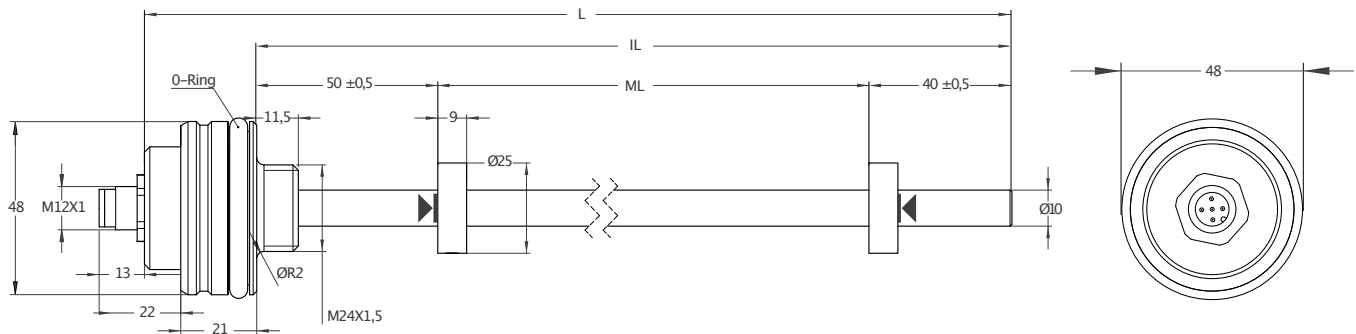 L
IL
50 ±0,5
ML
40 ±0,5
48
0-Ring
11,5
9
Ø25
48
M12X1
Ø10
13
ØR2
22
M24X1,5
21